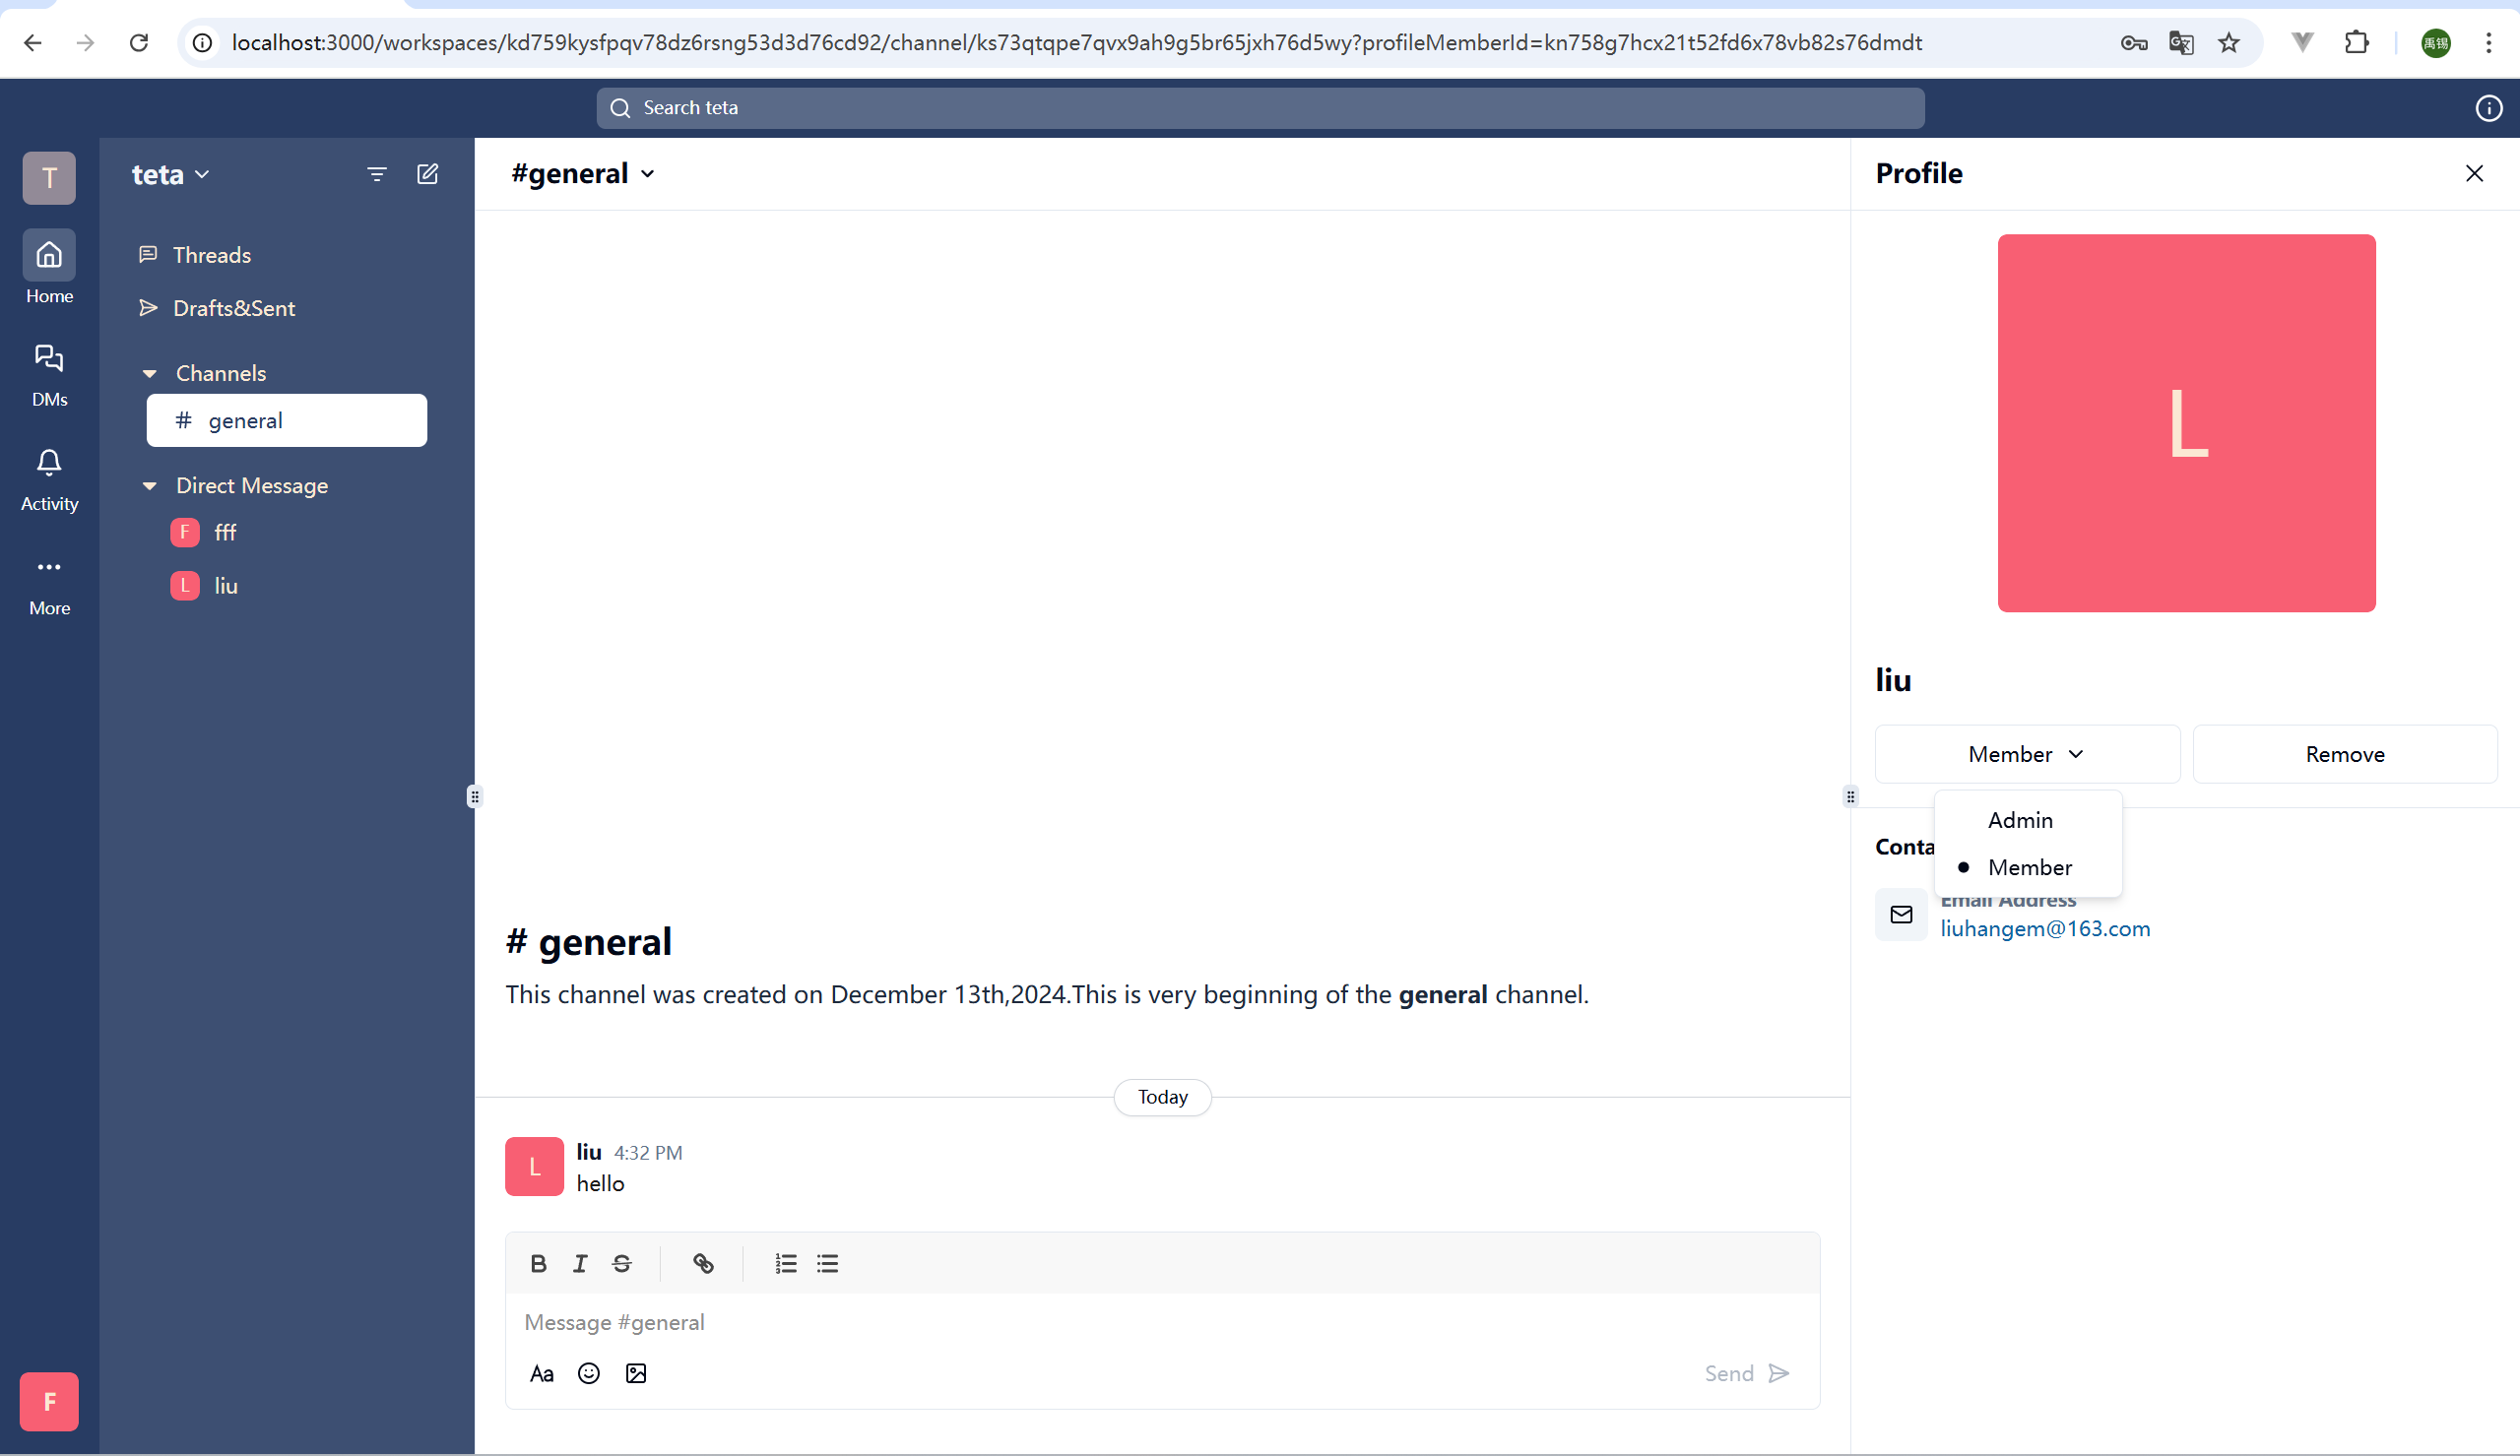 localhost:3000/workspaces/kd759kysfpqv78dz6rsng53d3d76cd92/channel/ks73qtqpe7qvx9ah9g5br65jxh76d5wy?profileMemberId=kn758g7hcx21t52fd6x78vb82s76dmdt
禹锡
Search teta
T
Home
DMs
Activity
More
F
teta
Threads
Drafts&Sent
Channels
# general
Direct Message
F fff
L liu
#general
# general
This channel was created on December 13th,2024.This is very beginning of the general channel.
Today
L
liu 4:32 PM
hello
Message #general
Aa
Send
Profile
L
liu
Member
Remove
Admin
Member
Conta
Email Address
liuhangem@163.com